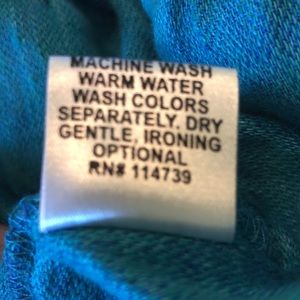 MACHINE WASH
WARM WATER
WASH COLORS
SEPARATELY. DRY
GENTLE, IRONING
OPTIONAL
RN# 114739